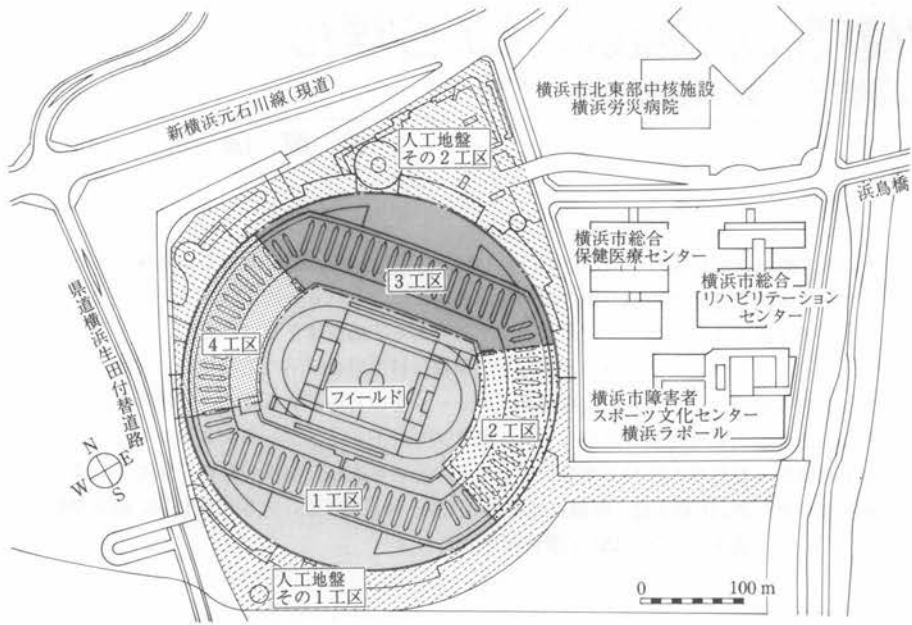 横浜市北東部中核施設
横浜労災病院
新横浜元石川線(現道)
人工地盤
その2工区
浜鳥橋
横浜市総合
保健医療センター
3工区
横浜市総合
リハビリテーション
センター
県道横浜生田付替道路
4工区
フィールド
横浜市障害者
スポーツ文化センター
横浜ラポール
2工区
N
E
W
S
1工区
人工地盤
その1工区
0 100m